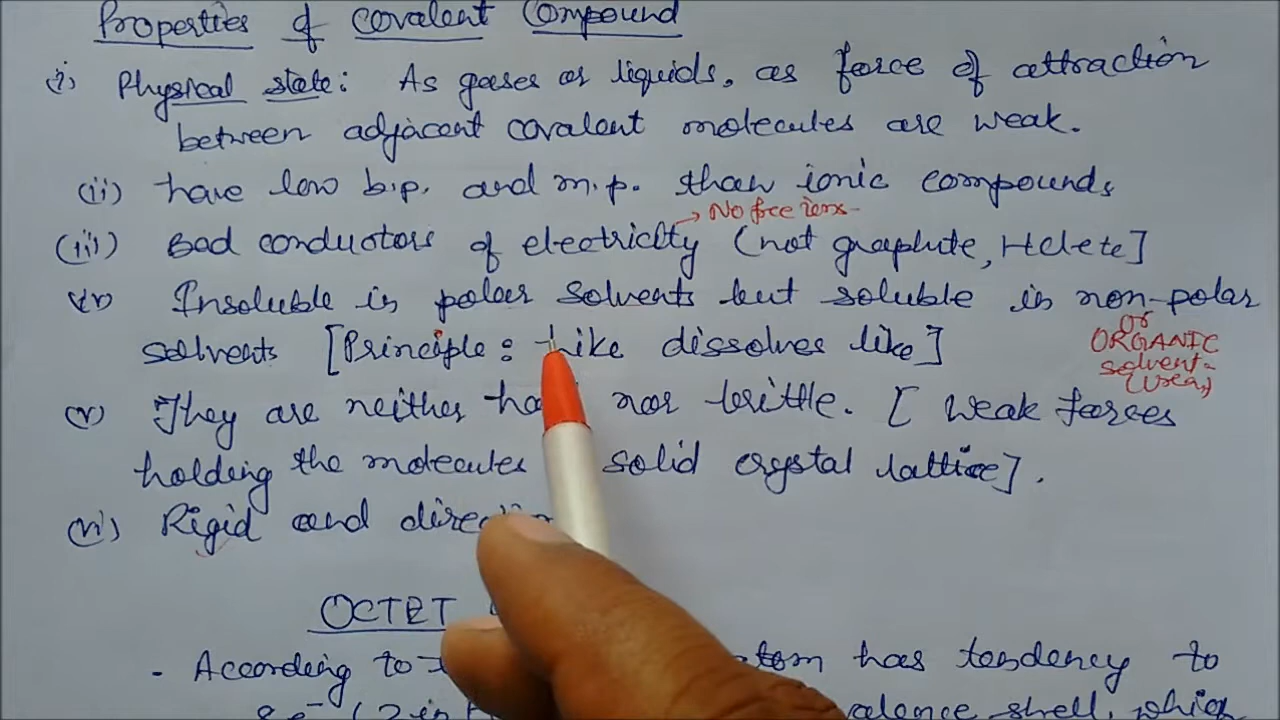 Properties of Covalent Compound
(i) Physical state: As gases or liquids, as force of attraction
between adjacent covalent molecules are weak.
(ii) have low b.p. and m.p. than ionic compounds
→ No free ions-
(iii) Bad conductors of electricity (not graphite, HCl etc]
(iv) Insoluble in polar solvents but soluble in non-polar
solvents [Principle: Like dissolves like]
or
ORGANIC
solvent-
(Urea,)
(v) They are neither nor brittle. [ Weak forces
holding the molecules solid crystal lattice].
(vi) Rigid and
OCTET
- According to atom has tendency to
8e⁻ (2 in valence shell, which